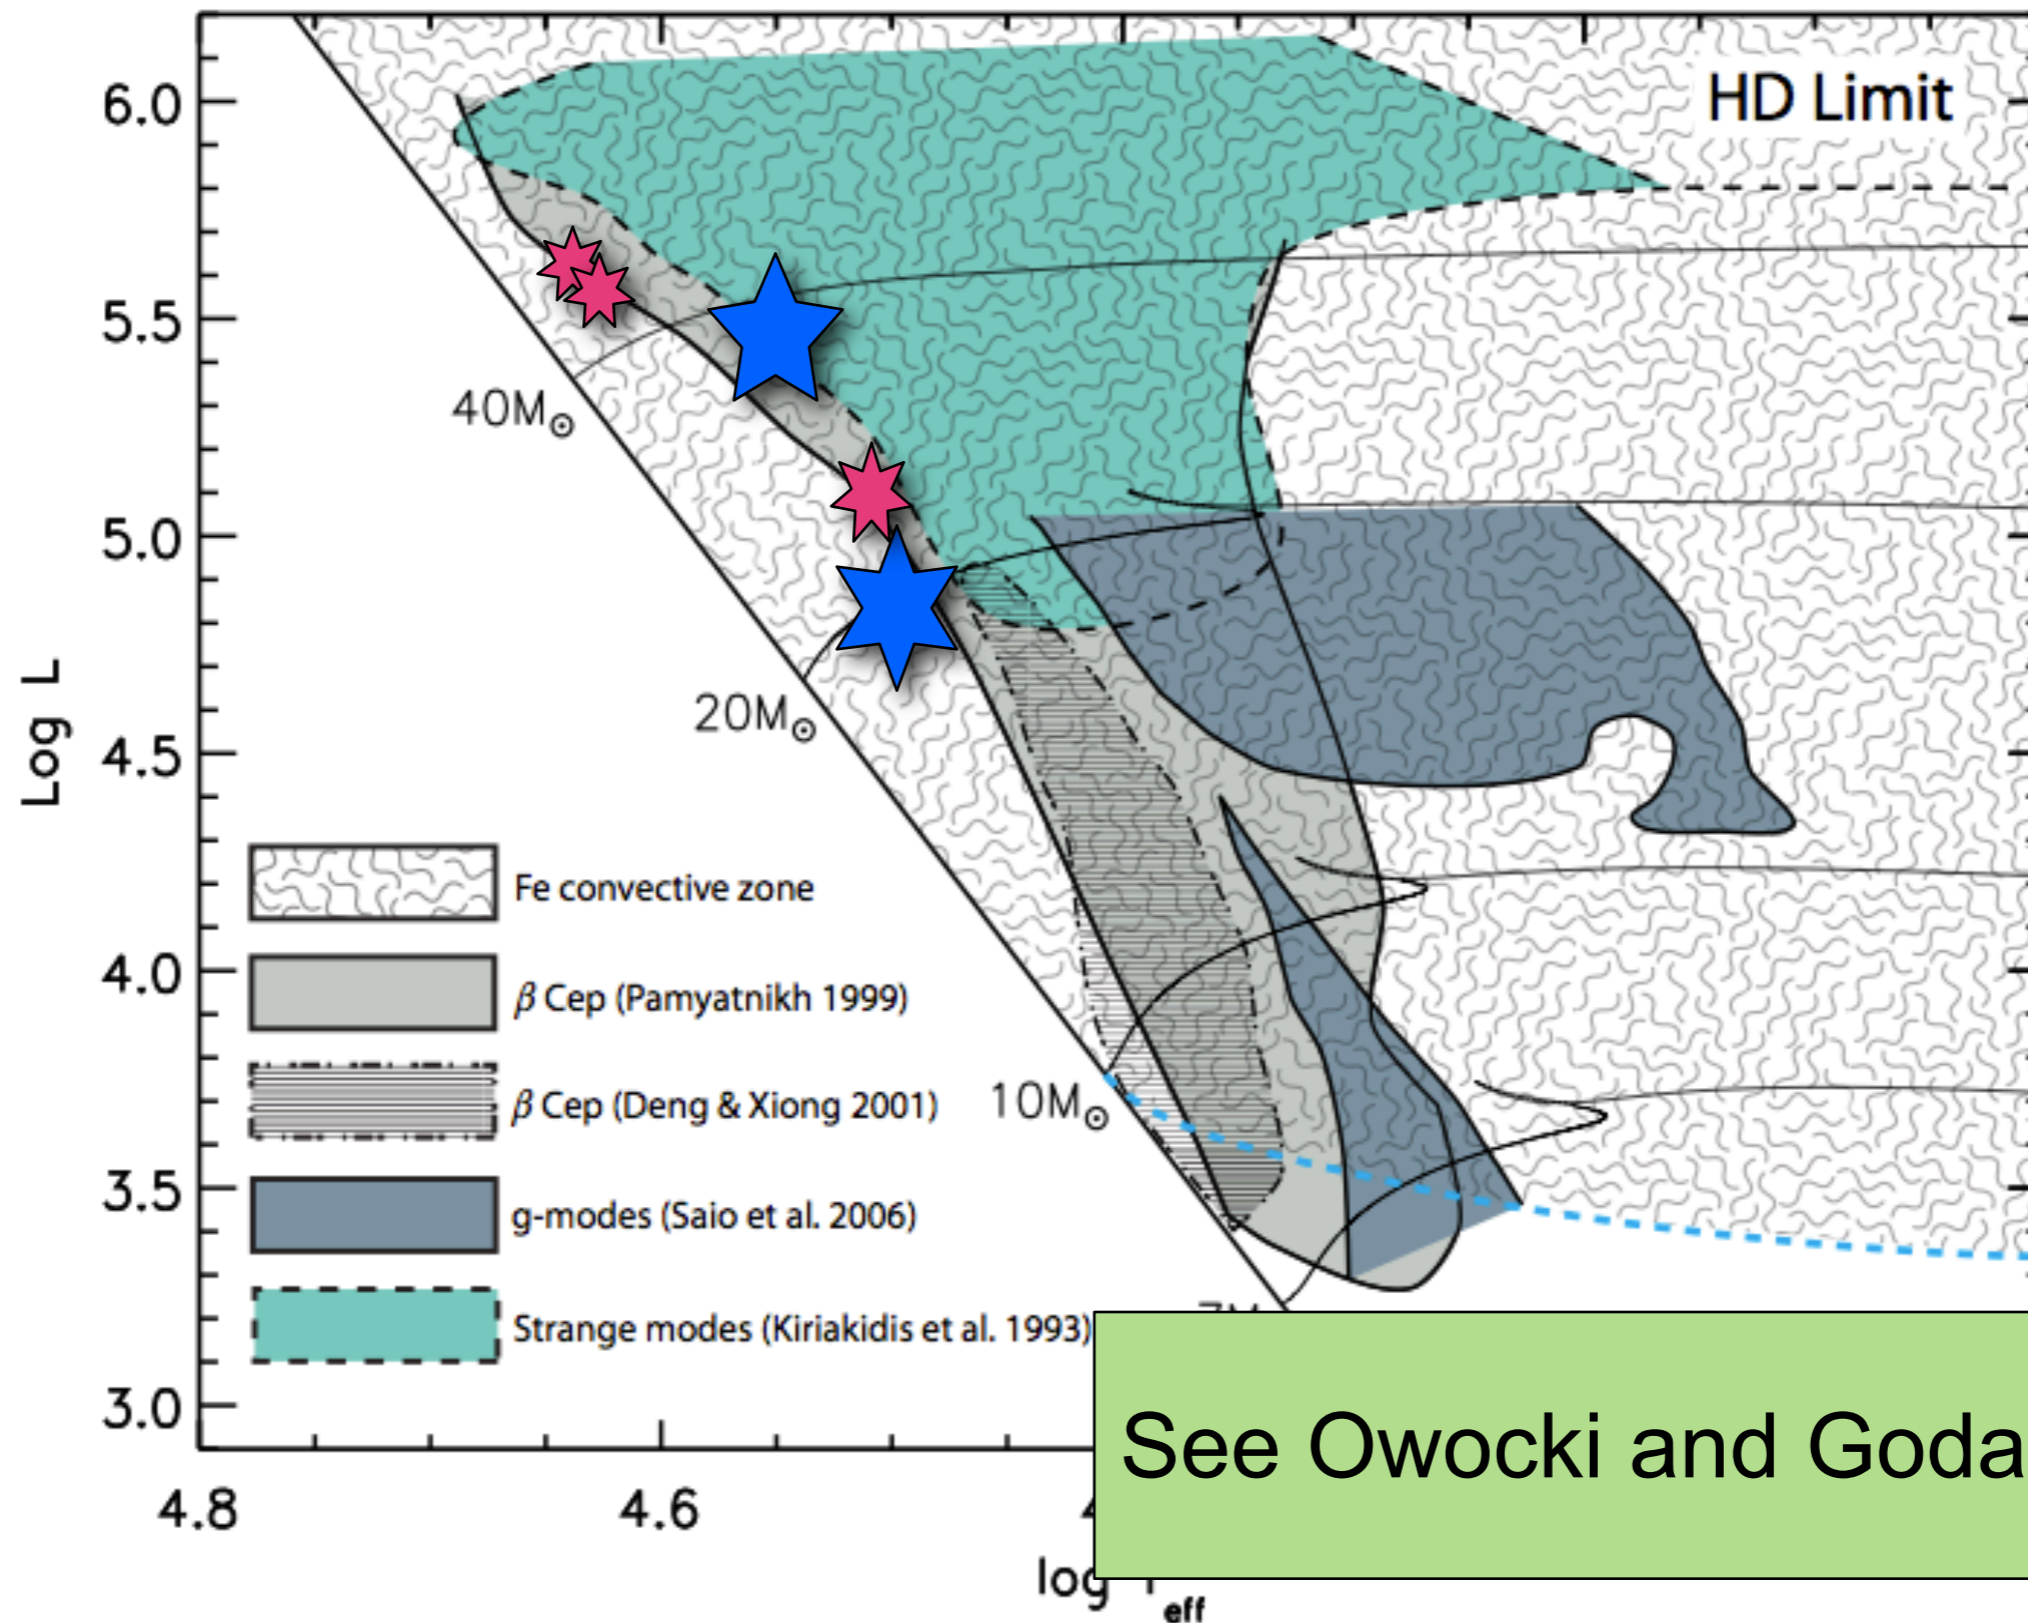 HD Limit
6.0
5.5
5.0
4.5
4.0
3.5
3.0
Log L
40M⊙
20M⊙
10M⊙
Fe convective zone
β Cep (Pamyatnikh 1999)
β Cep (Deng & Xiong 2001)
g-modes (Saio et al. 2006)
Strange modes (Kiriakidis et al. 1993)
See Owocki and Goda
4.8
4.6
log
eff